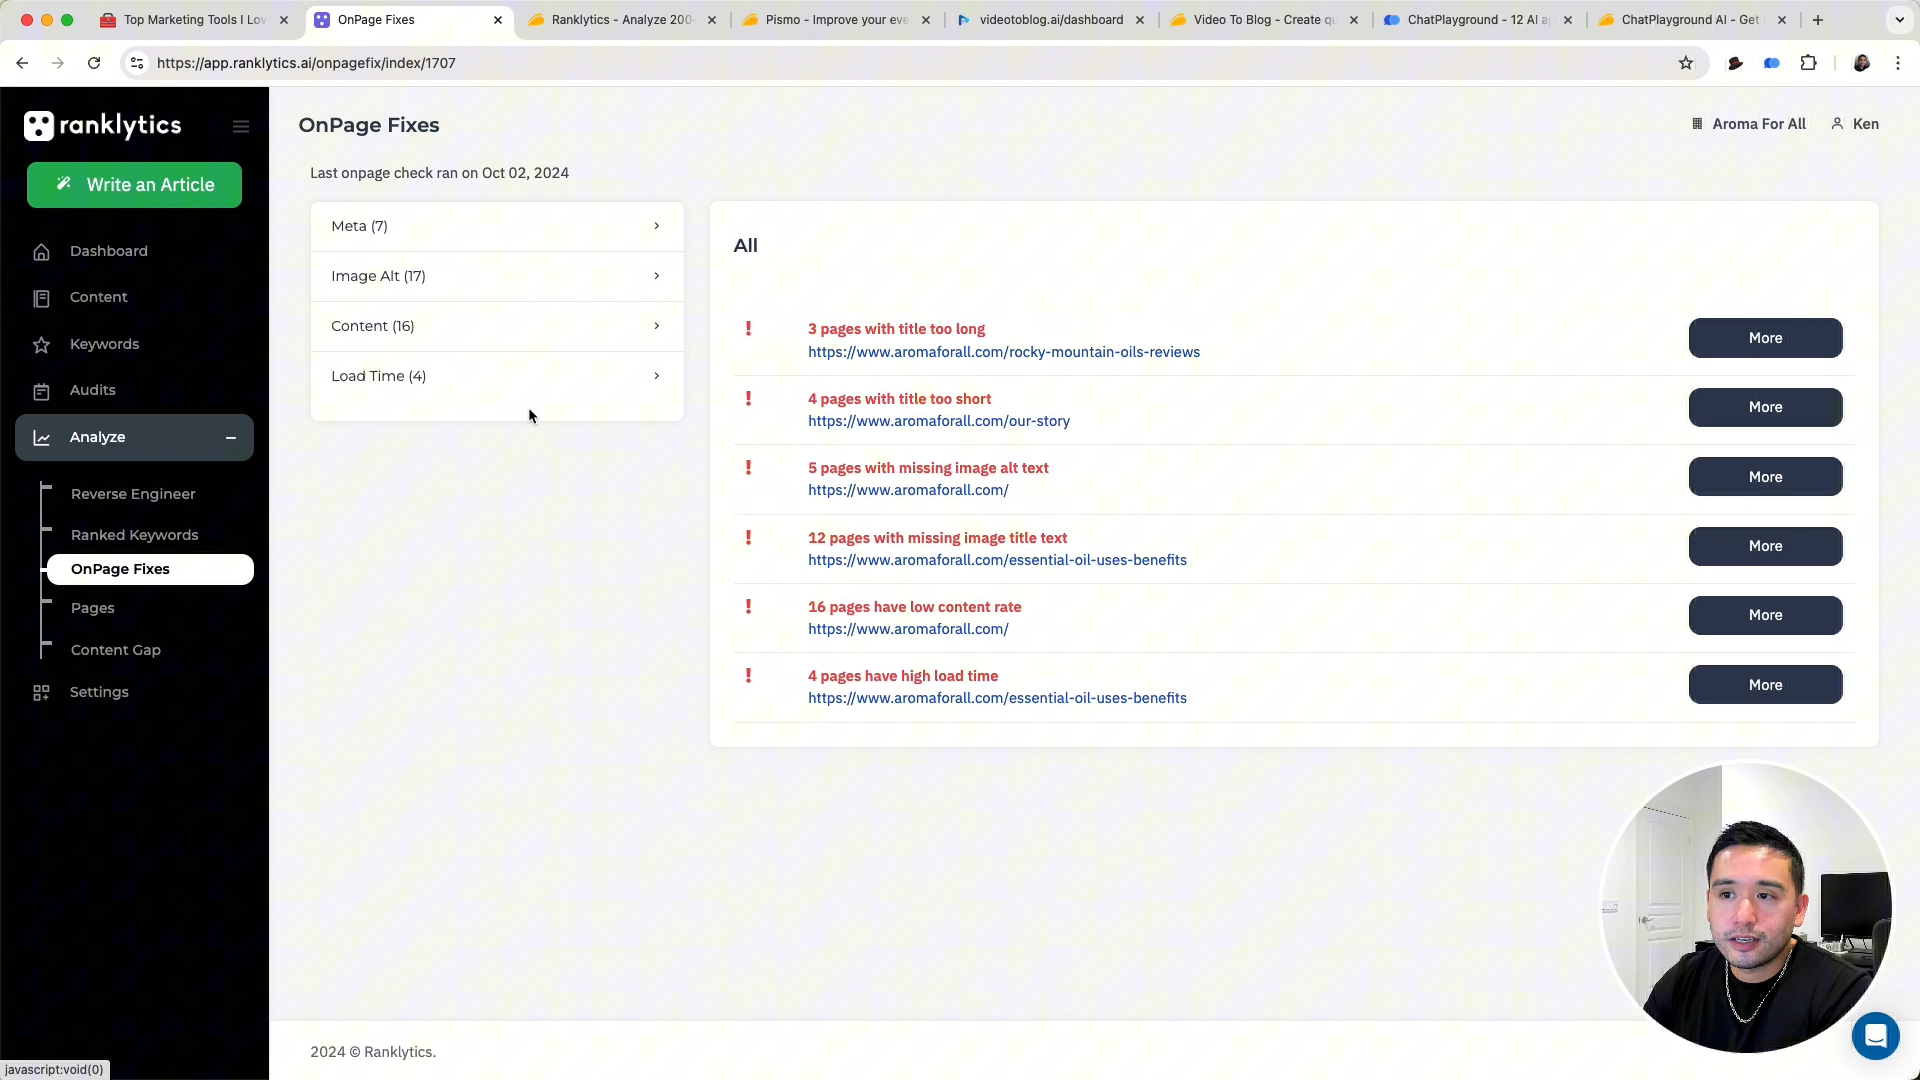 Top Marketing Tools I Lov
OnPage Fixes
Ranklytics - Analyze 200
Pismo - Improve your eve
videotoblog.ai/dashboard
Video To Blog - Create qu
ChatPlayground - 12 AI a
ChatPlayground AI - Get
https://app.ranklytics.ai/onpagefix/index/1707
ranklytics
Write an Article
Dashboard
Content
Keywords
Audits
Analyze
Reverse Engineer
Ranked Keywords
OnPage Fixes
Pages
Content Gap
Settings
OnPage Fixes
Aroma For All
Ken
Last onpage check ran on Oct 02, 2024
Meta (7)
Image Alt (17)
Content (16)
Load Time (4)
All
3 pages with title too long
https://www.aromaforall.com/rocky-mountain-oils-reviews
More
4 pages with title too short
https://www.aromaforall.com/our-story
More
5 pages with missing image alt text
https://www.aromaforall.com/
More
12 pages with missing image title text
https://www.aromaforall.com/essential-oil-uses-benefits
More
16 pages have low content rate
https://www.aromaforall.com/
More
4 pages have high load time
https://www.aromaforall.com/essential-oil-uses-benefits
More
2024 © Ranklytics.
javascript:void(0)